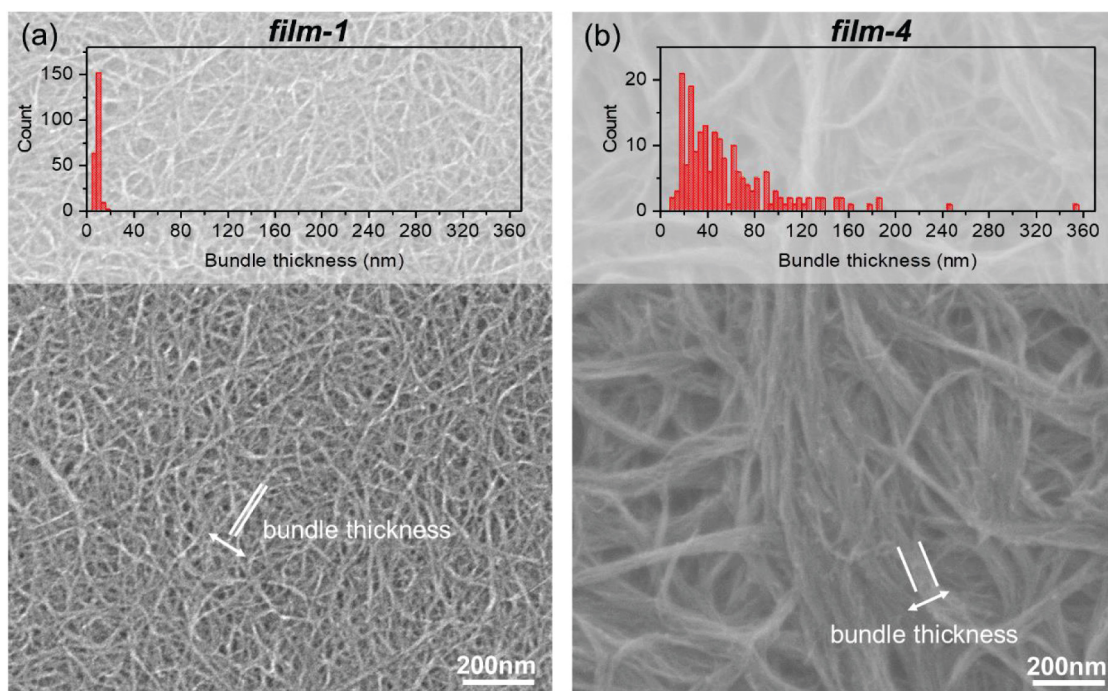 (a)
film-1
150
100
50
0
Count
0 40 80 120 160 200 240 280 320 360
Bundle thickness (nm)
bundle thickness
200nm
(b)
film-4
20
10
0
Count
0 40 80 120 160 200 240 280 320 360
Bundle thickness (nm)
bundle thickness
200nm